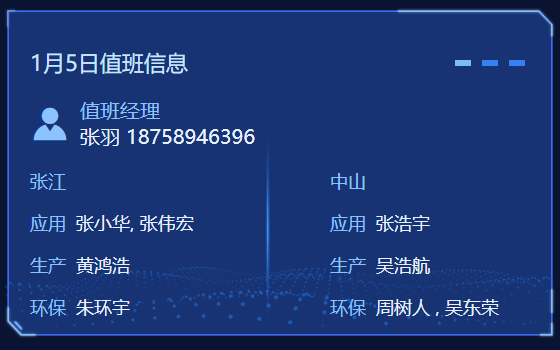 1月5日值班信息
值班经理
张羽 18758946396
张江
应用 张小华, 张伟宏
生产 黄鸿浩
环保 朱环宇
中山
应用 张浩宇
生产 吴浩航
环保 周树人 , 吴东荣